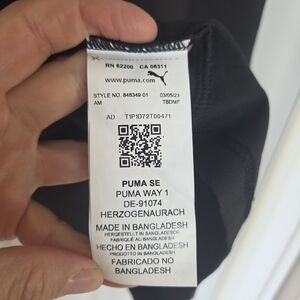 RN 62200 CA 08311
www.puma.com
STYLE NO. 848349 01 03/05/23
AM TBDMF
AD T1P1D72T00471
PUMA SE
PUMA WAY 1
DE-91074
HERZOGENAURACH
MADE IN BANGLADESH
HERGESTELLT IN BANGLADESH
FABRIQUÉ AU BANGLADESH
HECHO EN BANGLADESH
PRODOTTO IN BANGLADESH
FABRICADO NO
BANGLADESH